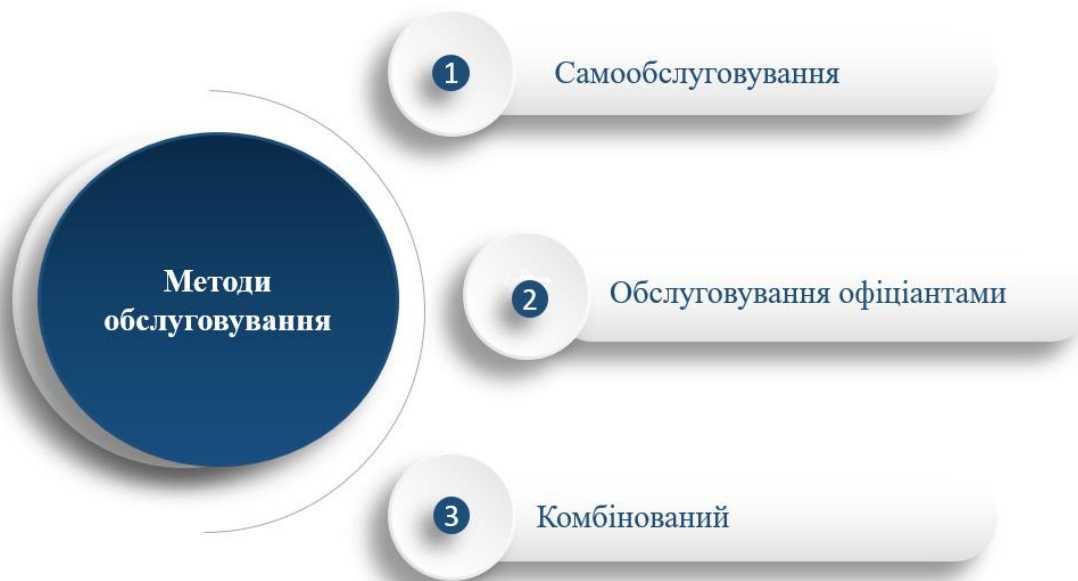 1 Самообслуговування
Методи
обслуговування
2 Обслуговування офіціантами
3 Комбінований